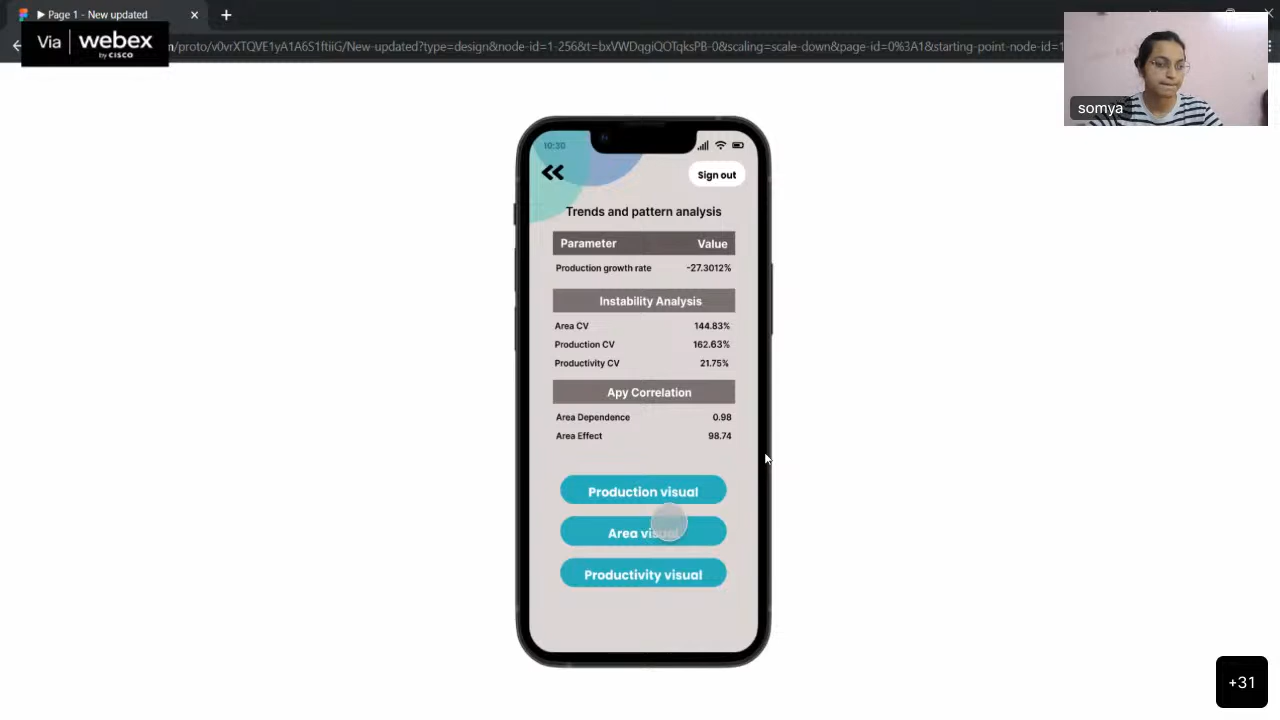 Page 1 - New updated
Via webex
by CISCO
m/proto/v0vrXTQVE1yA1A6S1ftiiG/New-updated?type=design&node-id=1-256&t=bxVWDqgiQOTqksPB-0&scaling=scale-down&page-id=0%3A1&starting-point-node-id=1
somya
10:30
Sign out
Trends and pattern analysis
Parameter Value
Production growth rate -27.3012%
Instability Analysis
Area CV 144.83%
Production CV 162.63%
Productivity CV 21.75%
Apy Correlation
Area Dependence 0.98
Area Effect 98.74
Production visual
Area visual
Productivity visual
+31